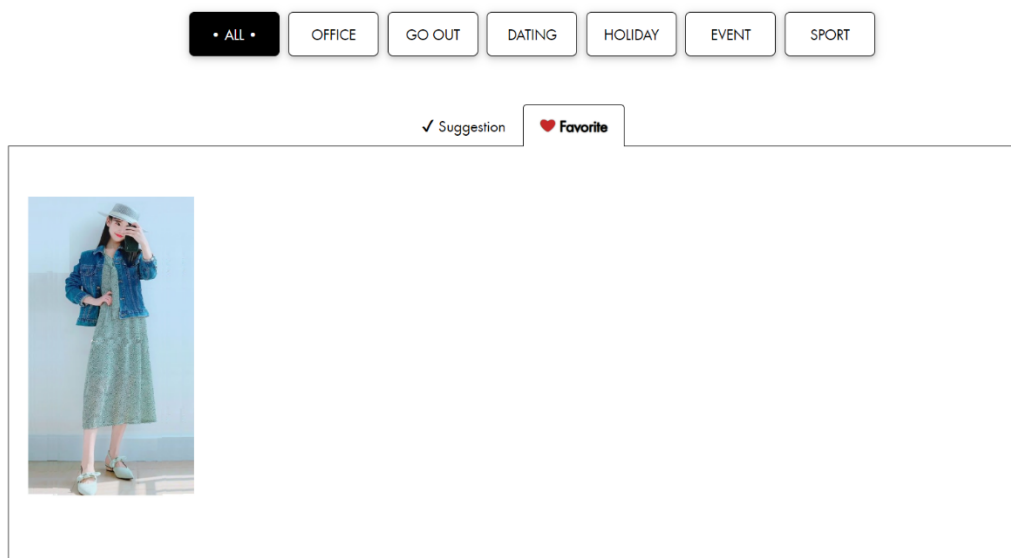 • ALL • OFFICE GO OUT DATING HOLIDAY EVENT SPORT
✓ Suggestion ❤ Favorite